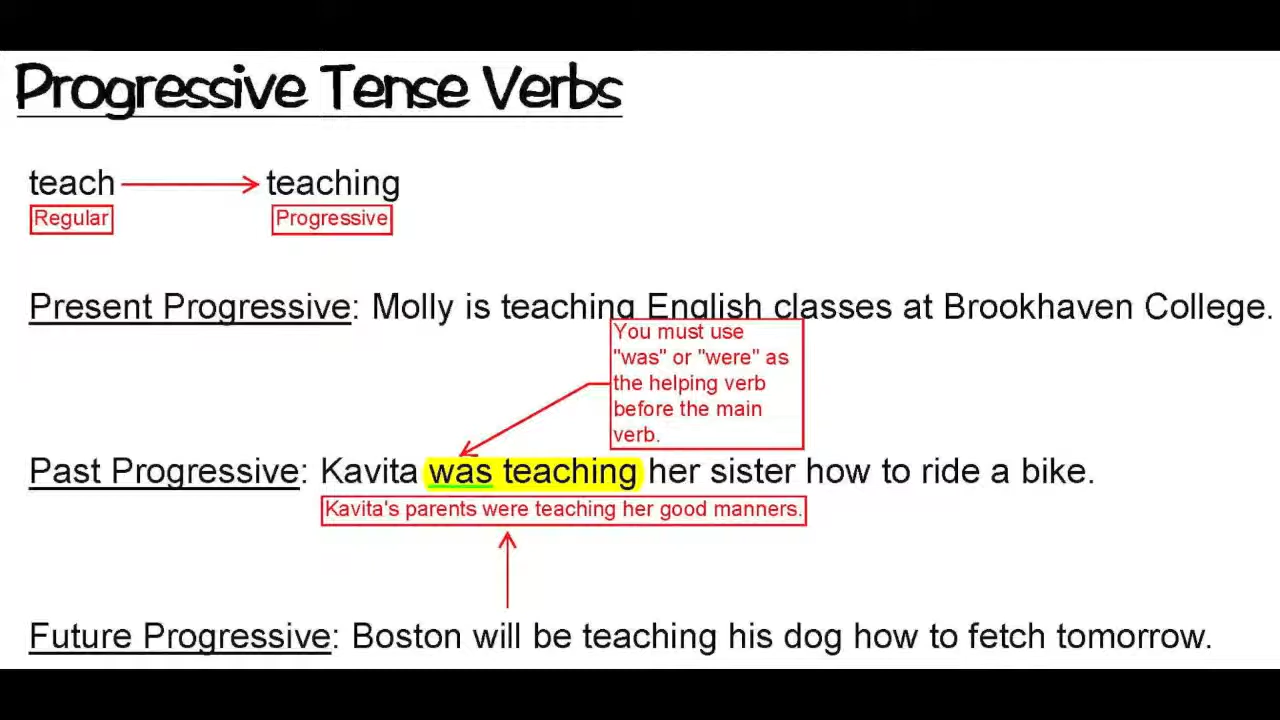 Progressive Tense Verbs
teach teaching
Regular Progressive
Present Progressive: Molly is teaching English classes at Brookhaven College.
You must use
"was" or "were" as
the helping verb
before the main
verb.
Past Progressive: Kavita was teaching her sister how to ride a bike.
Kavita's parents were teaching her good manners.
Future Progressive: Boston will be teaching his dog how to fetch tomorrow.